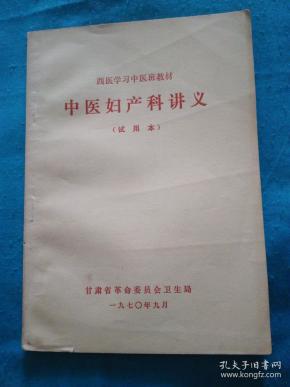 西医学习中医班教材
中医妇产科讲义
（试用本）
甘肃省革命委员会卫生局
一九七〇年九月
孔夫子旧书网